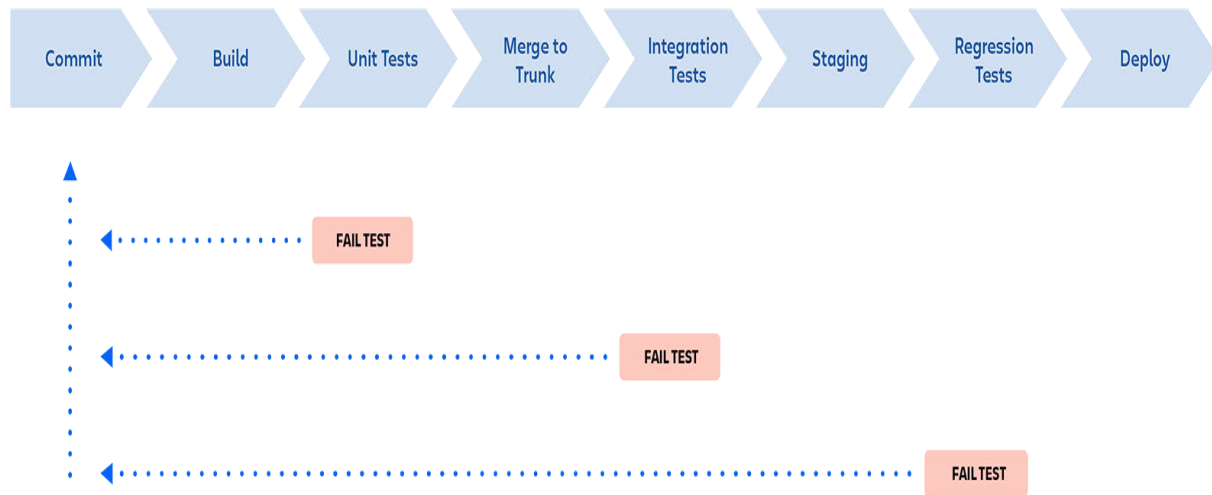 Commit
Build
Unit Tests
Merge to
Trunk
Integration
Tests
Staging
Regression
Tests
Deploy
FAIL TEST
FAIL TEST
FAIL TEST